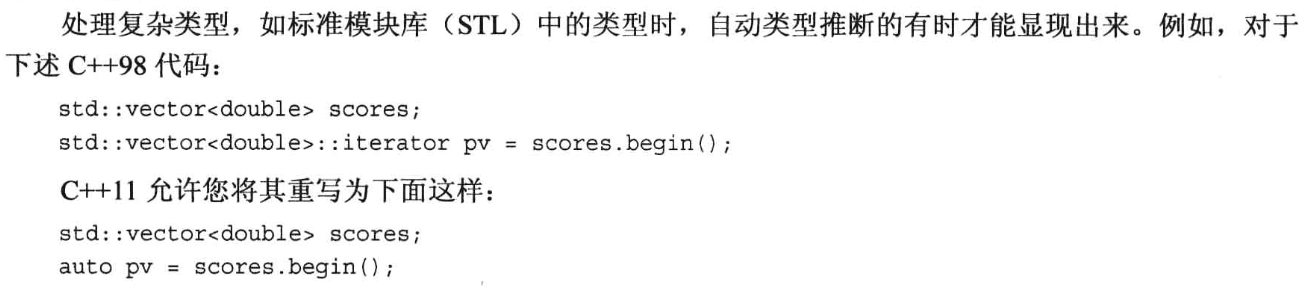 处理复杂类型，如标准模块库（STL）中的类型时，自动类型推断的有时才能显现出来。例如，对于
下述 C++98 代码：
std::vector<double> scores;
std::vector<double>::iterator pv = scores.begin();
C++11 允许您将其重写为下面这样：
std::vector<double> scores;
auto pv = scores.begin();